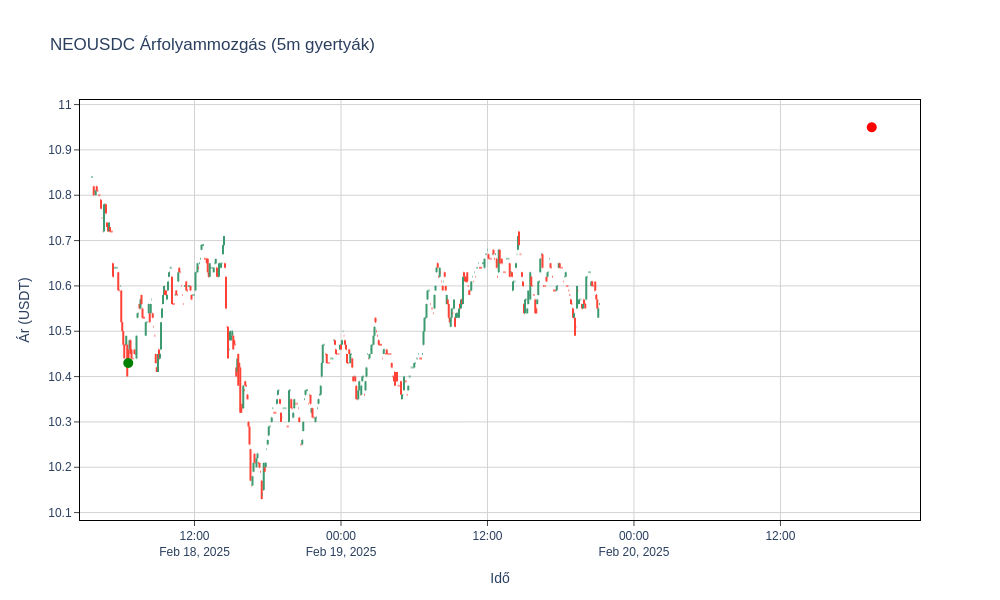 NEOUSDC Árfolyammozgás (5m gyertyák)
11
10.9
10.8
10.7
10.6
10.5
10.4
10.3
10.2
10.1
Ár (USDT)
12:00
Feb 18, 2025
00:00
Feb 19, 2025
12:00
00:00
Feb 20, 2025
12:00
Idő